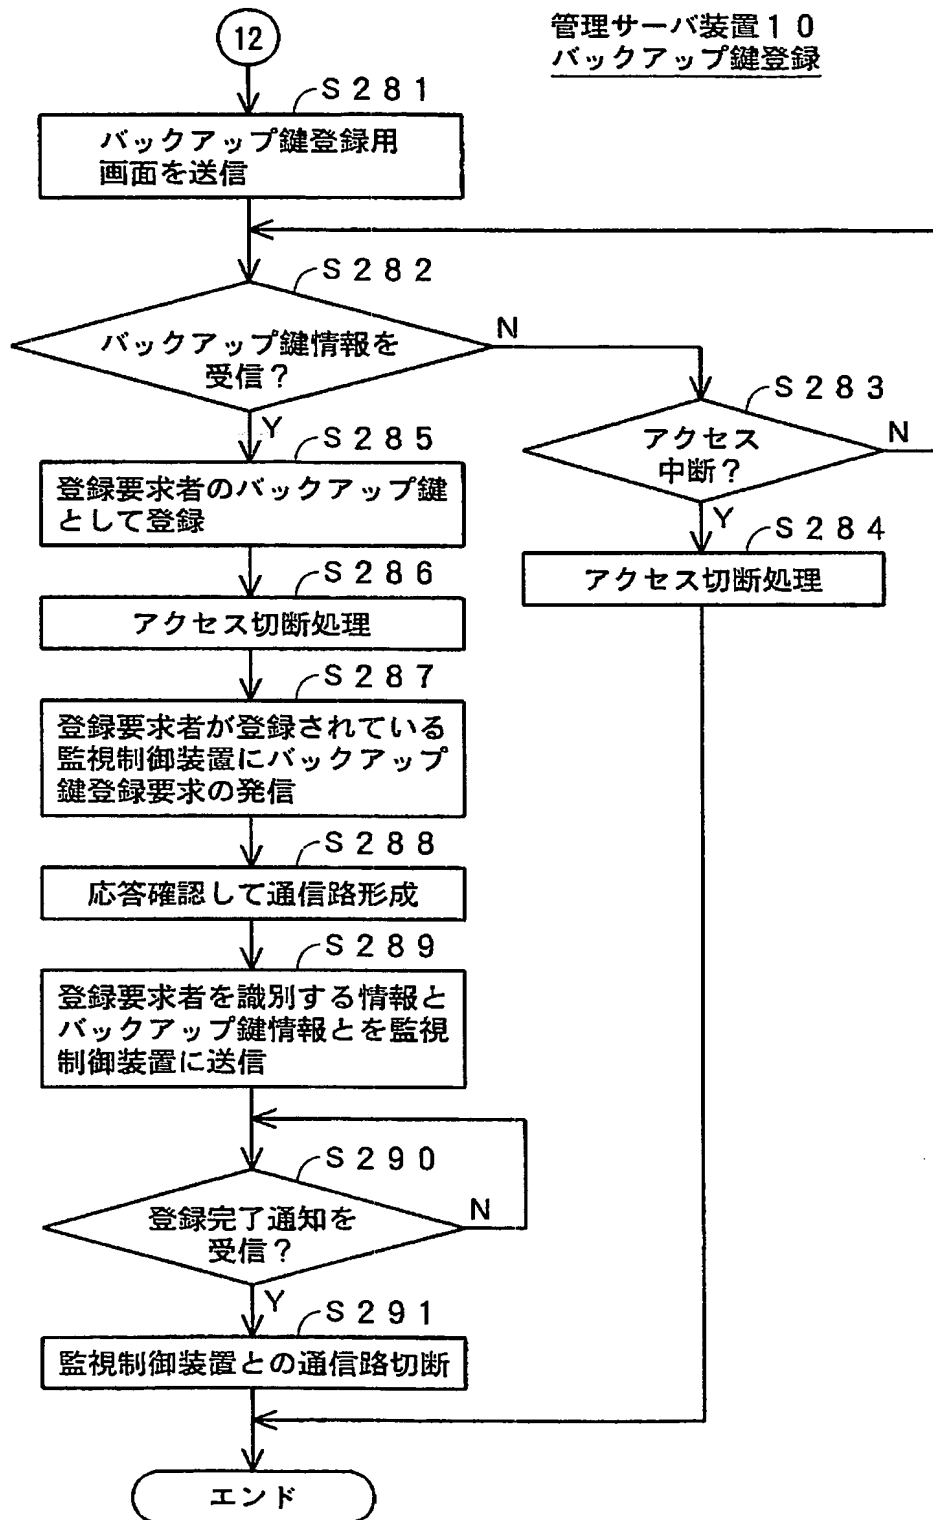 管理サーバ装置１０
バックアップ鍵登録
12
S281
バックアップ鍵登録用
画面を送信
S282
バックアップ鍵情報を
受信？
N
Y
S283
アクセス
中断？
N
Y
S284
アクセス切断処理
S285
登録要求者のバックアップ鍵
として登録
S286
アクセス切断処理
S287
登録要求者が登録されている
監視制御装置にバックアップ
鍵登録要求の発信
S288
応答確認して通信路形成
S289
登録要求者を識別する情報と
バックアップ鍵情報とを監視
制御装置に送信
S290
登録完了通知を
受信？
N
Y
S291
監視制御装置との通信路切断
エンド